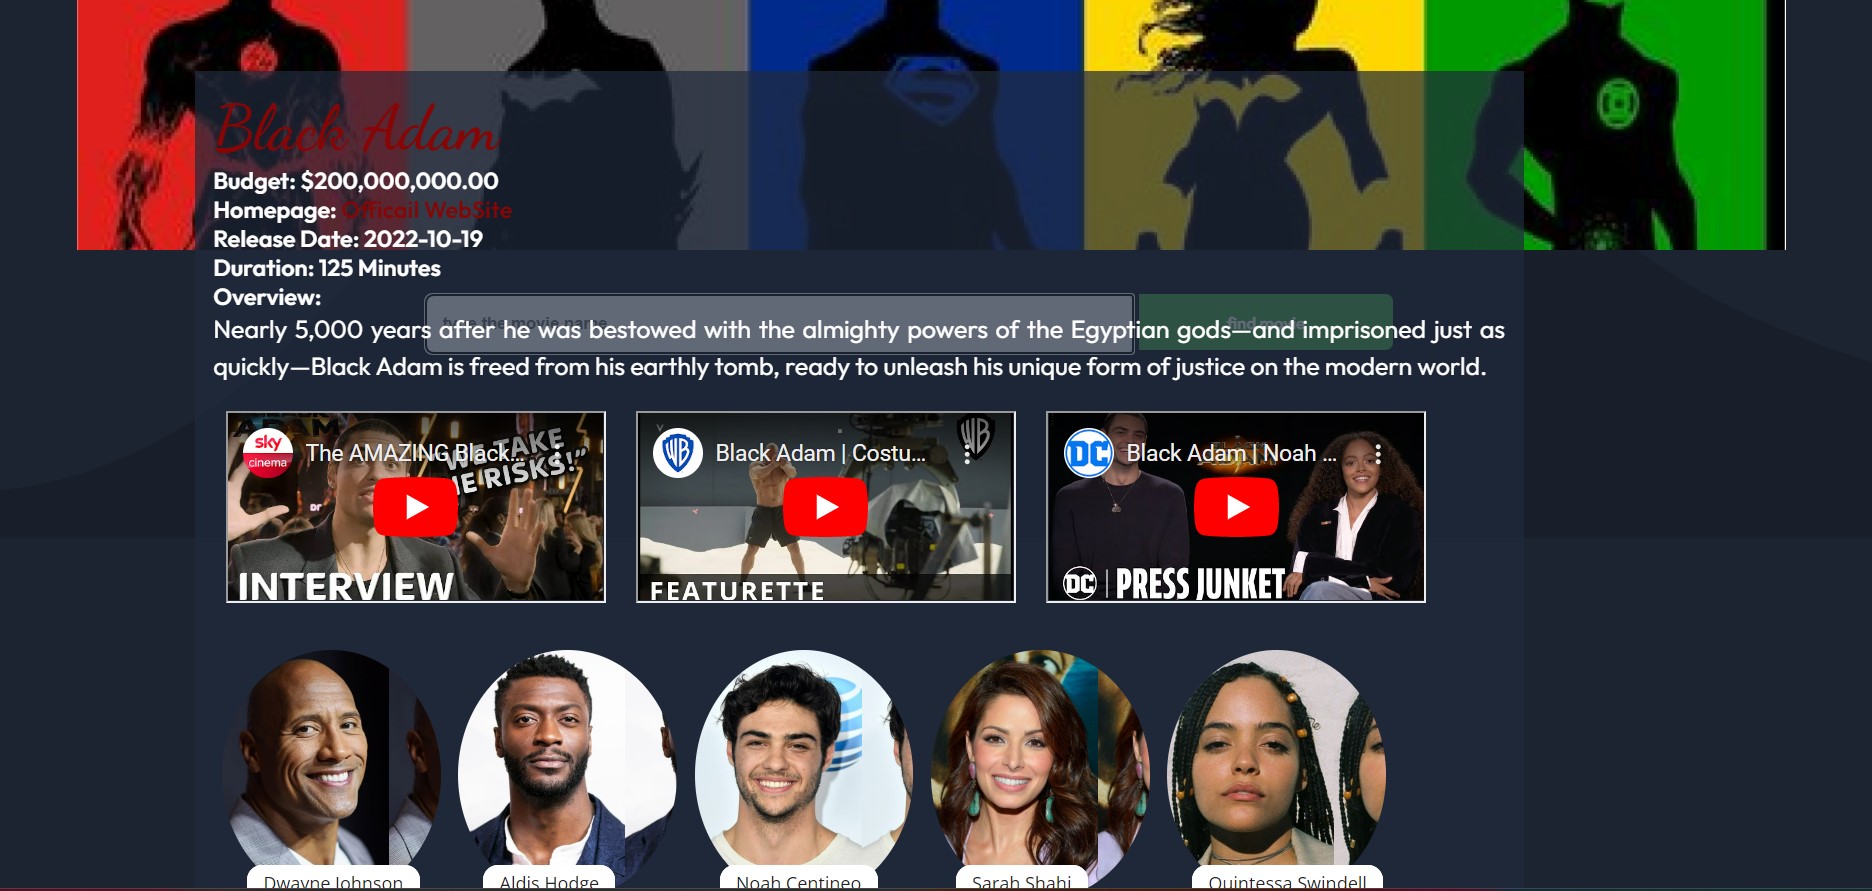 Black Adam
Budget: $200,000,000.00
Homepage: Officail WebSite
Release Date: 2022-10-19
Duration: 125 Minutes
Overview:
type the movie name
find movie
Nearly 5,000 years after he was bestowed with the almighty powers of the Egyptian gods—and imprisoned just as
quickly—Black Adam is freed from his earthly tomb, ready to unleash his unique form of justice on the modern world.
ADAM
sky
cinema
The AMAZING Black...
WE TAKE
THE RISKS!”
INTERVIEW
WB
Black Adam | Costu...
WB
FEATURETTE
DC
Black Adam | Noah ...
DC | PRESS JUNKET
Dwayne Johnson
Aldis Hodge
Noah Centineo
Sarah Shahi
Quintessa Swindell